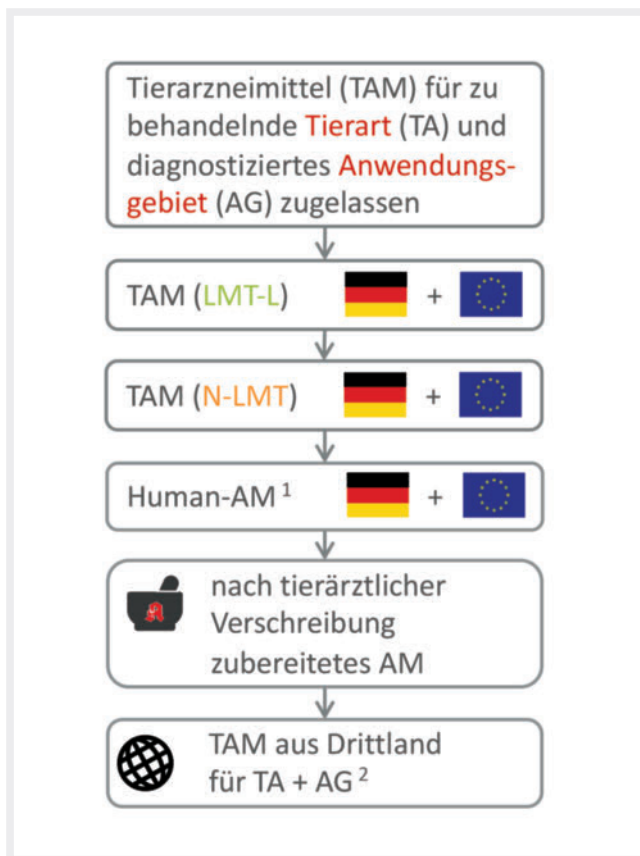 Tierarzneimittel (TAM) für zu
behandelnde Tierart (TA) und
diagnostiziertes Anwendungs-
gebiet (AG) zugelassen
TAM (LMT-L) +
TAM (N-LMT) +
Human-AM ¹ +
nach tierärztlicher
Verschreibung
zubereitetes AM
TAM aus Drittland
für TA + AG ²